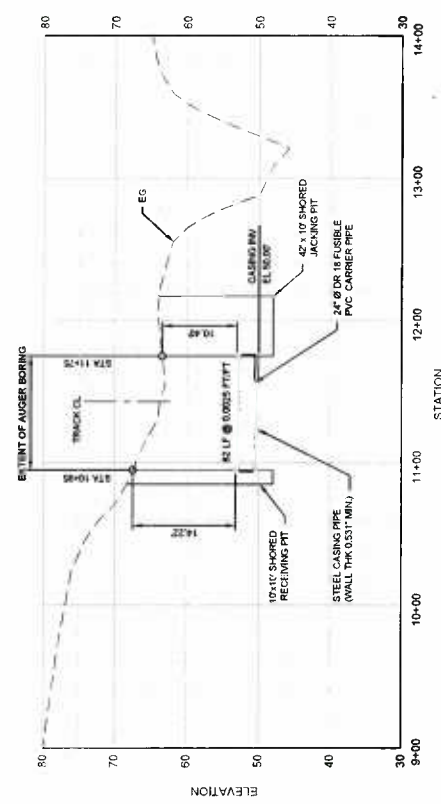 EXTENT OF AUGER BORING
STA 10+95
STA 11+75
TRACK CL
EG
80
70
60
50
40
30
80
70
60
50
40
30
ELEVATION
14.22'
10.40'
82 LF @ 0.0025 FT/FT
CASING INV
EL 50.00'
10'x10' SHORED
RECEIVING PIT
42' x 10' SHORED
JACKING PIT
STEEL CASING PIPE
(WALL THK 0.531" MIN.)
24" Ø DR 18 FUSIBLE
PVC CARRIER PIPE
9+00
10+00
11+00
12+00
13+00
14+00
STATION